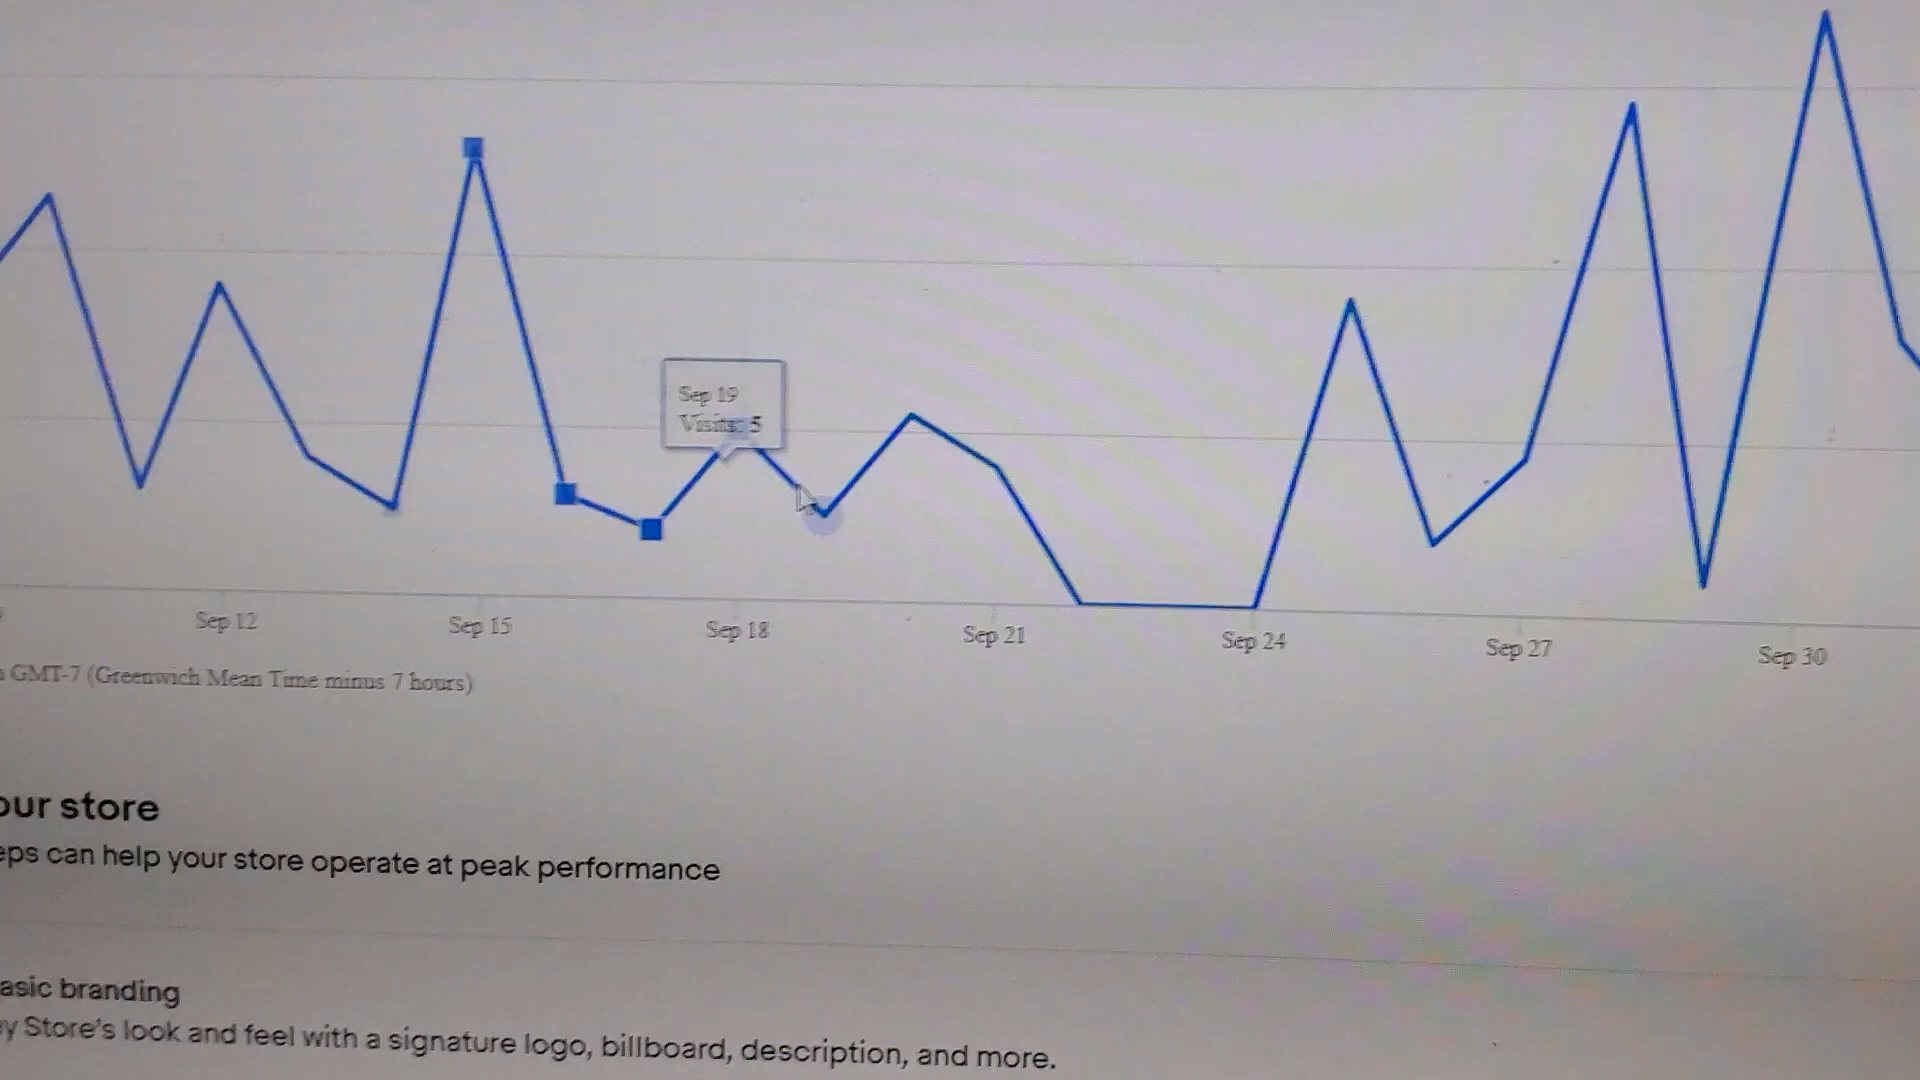 Sep 19
Visits: 5
Sep 12
Sep 15
Sep 18
Sep 21
Sep 24
Sep 27
Sep 30
GMT-7 (Greenwich Mean Time minus 7 hours)
our store
eps can help your store operate at peak performance
asic branding
y Store's look and feel with a signature logo, billboard, description, and more.